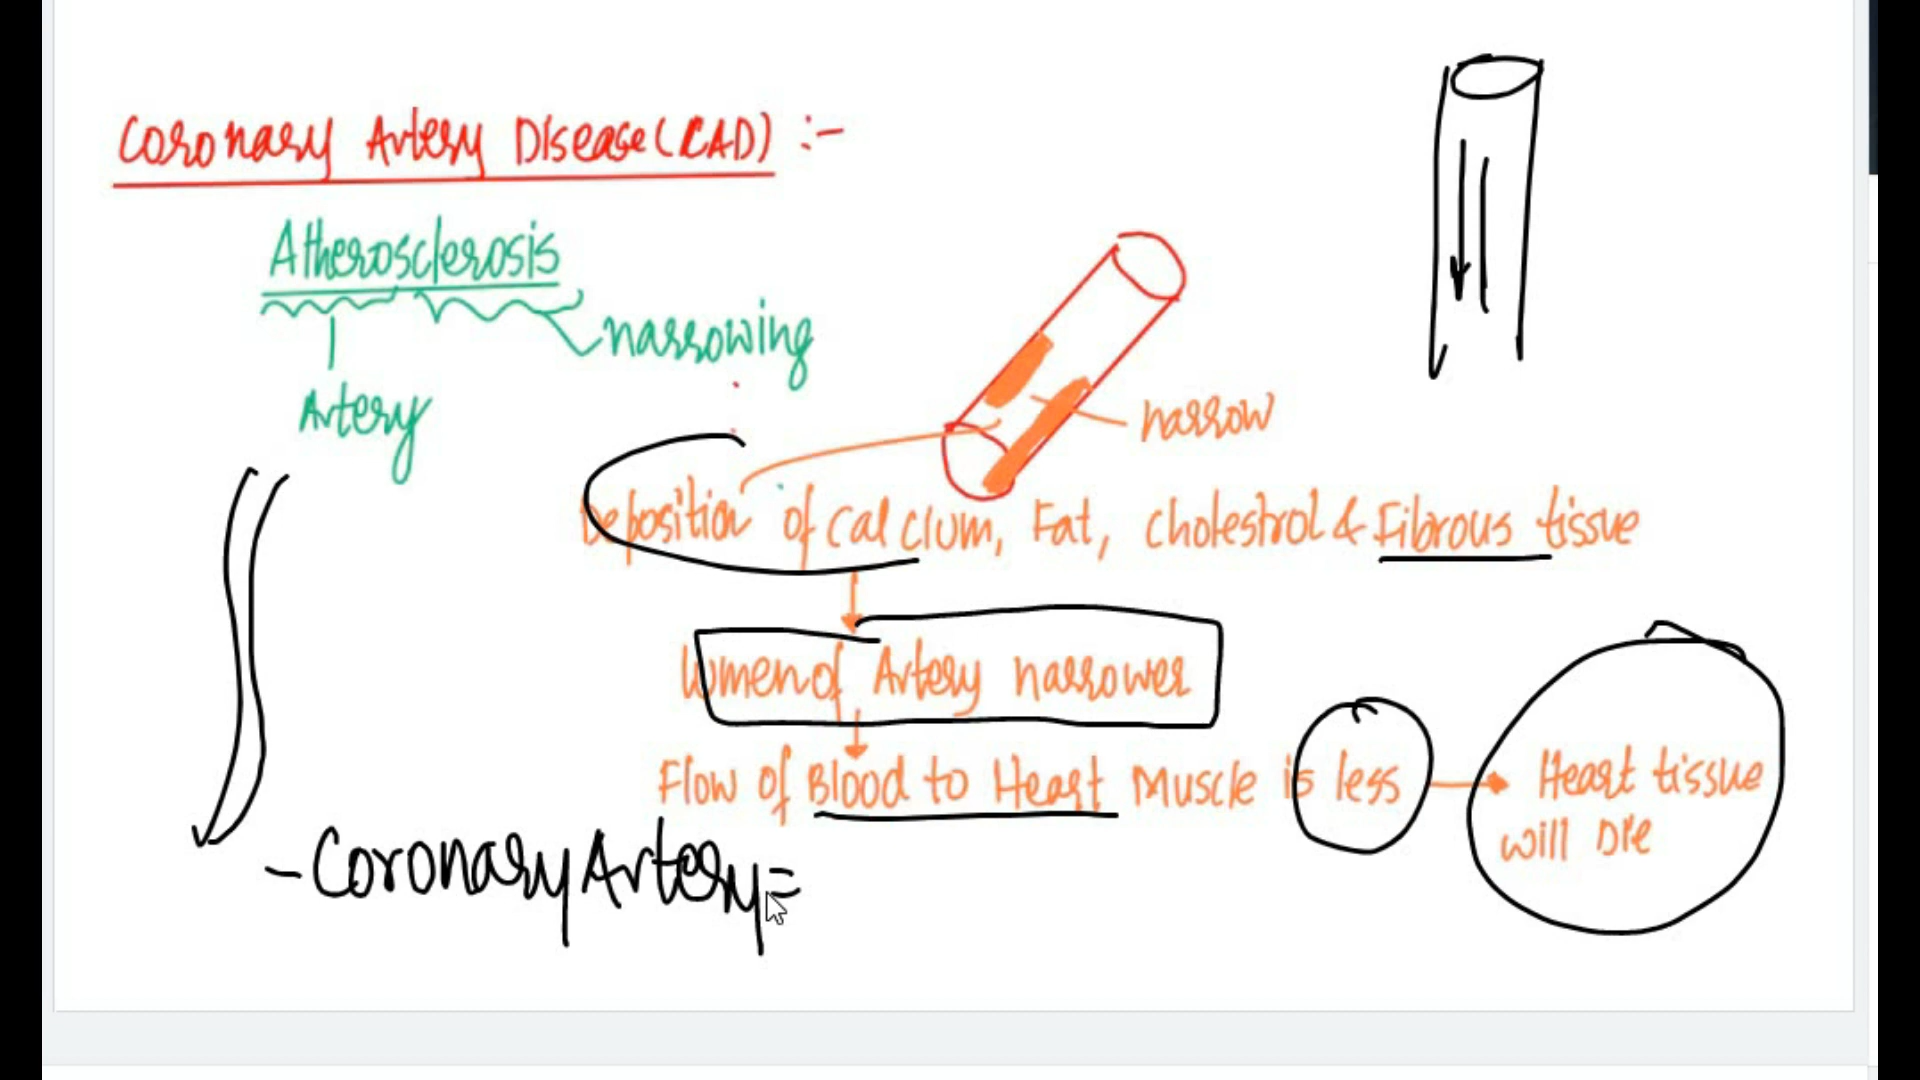 Coronary Artery Disease (CAD) :-
Atherosclerosis
narrowing
Artery
narrow
Deposition of calcium, Fat, cholestrol & Fibrous tissue
lumen of Artery narrower
Flow of Blood to Heart Muscle is less
Heart tissue
will Die
- Coronary Artery =